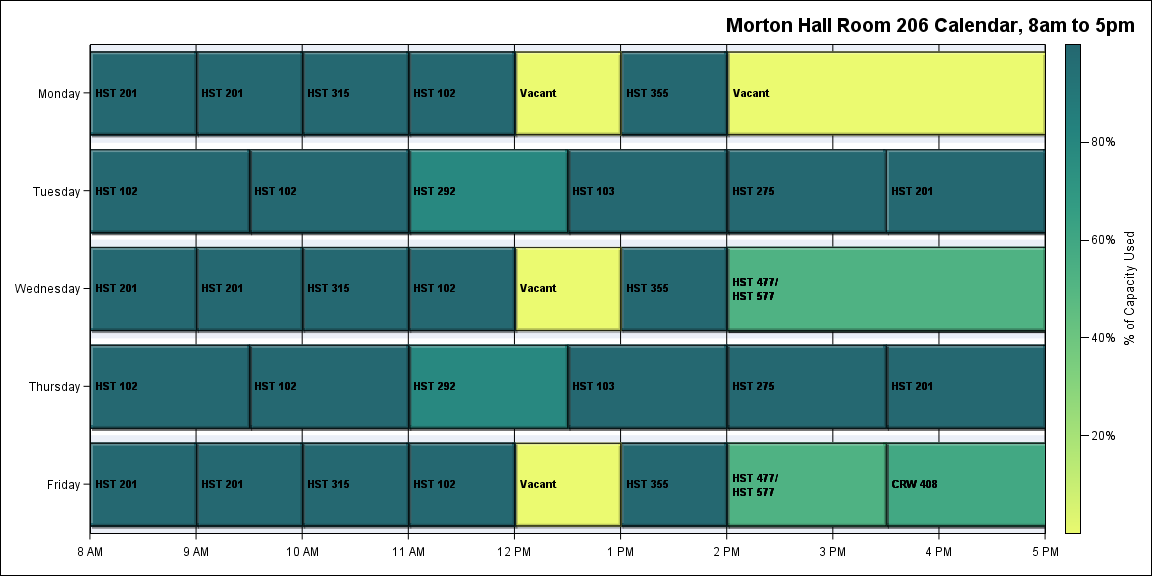 Morton Hall Room 206 Calendar, 8am to 5pm
Monday
HST 201
HST 201
HST 315
HST 102
Vacant
HST 355
Vacant
Tuesday
HST 102
HST 102
HST 292
HST 103
HST 275
HST 201
Wednesday
HST 201
HST 201
HST 315
HST 102
Vacant
HST 355
HST 477/
HST 577
Thursday
HST 102
HST 102
HST 292
HST 103
HST 275
HST 201
Friday
HST 201
HST 201
HST 315
HST 102
Vacant
HST 355
HST 477/
HST 577
CRW 408
8 AM
9 AM
10 AM
11 AM
12 PM
1 PM
2 PM
3 PM
4 PM
5 PM
80%
60%
40%
20%
% of Capacity Used